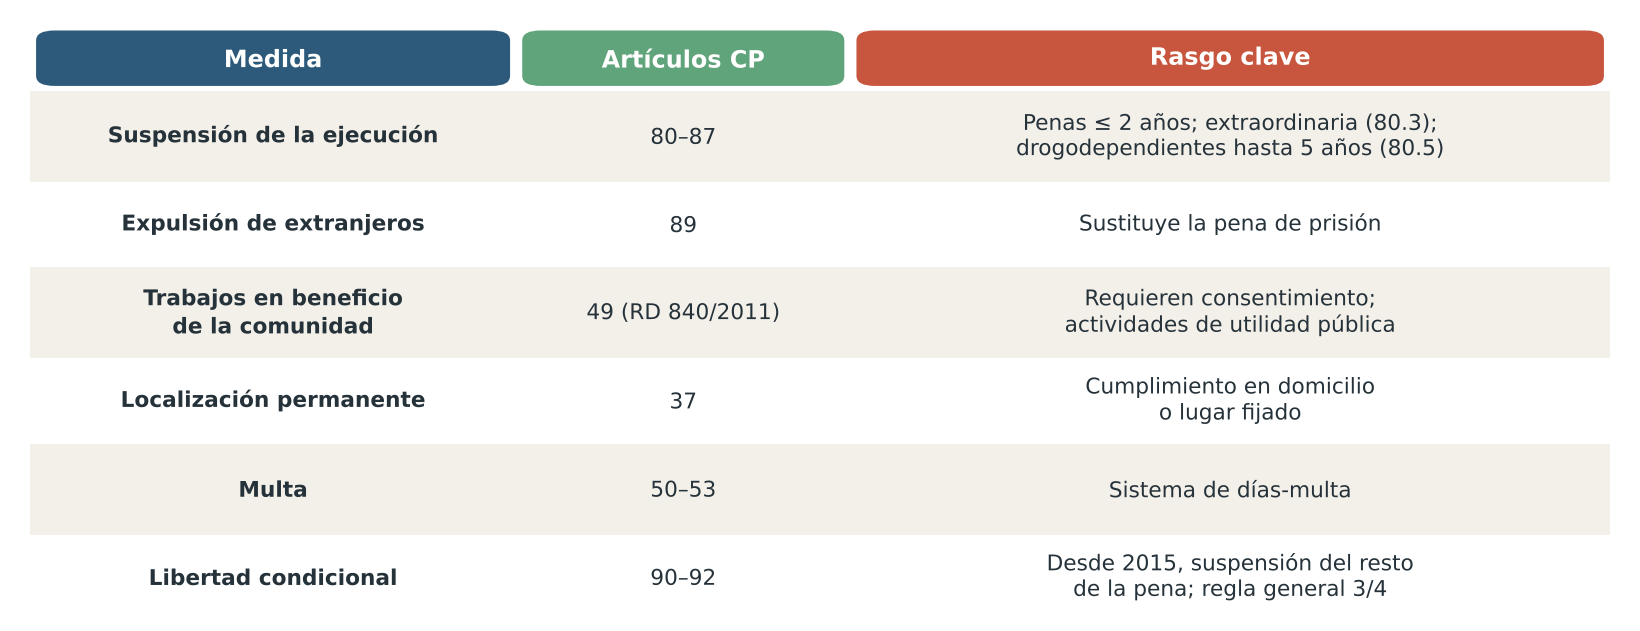 Medida
Artículos CP
Rasgo clave
Suspensión de la ejecución
80–87
Penas ≤ 2 años; extraordinaria (80.3);
drogodependientes hasta 5 años (80.5)
Expulsión de extranjeros
89
Sustituye la pena de prisión
Trabajos en beneficio
de la comunidad
49 (RD 840/2011)
Requieren consentimiento;
actividades de utilidad pública
Localización permanente
37
Cumplimiento en domicilio
o lugar fijado
Multa
50–53
Sistema de días-multa
Libertad condicional
90–92
Desde 2015, suspensión del resto
de la pena; regla general 3/4